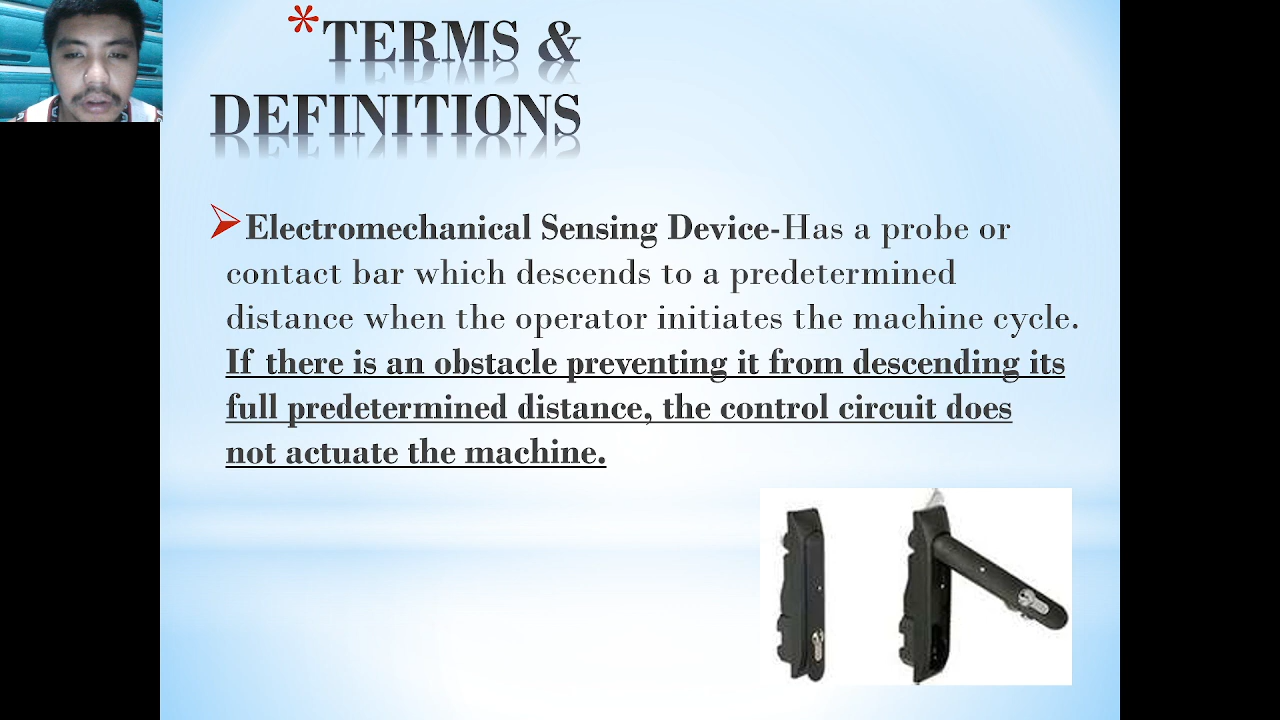 *TERMS &
DEFINITIONS
Electromechanical Sensing Device-Has a probe or
contact bar which descends to a predetermined
distance when the operator initiates the machine cycle.
If there is an obstacle preventing it from descending its
full predetermined distance, the control circuit does
not actuate the machine.